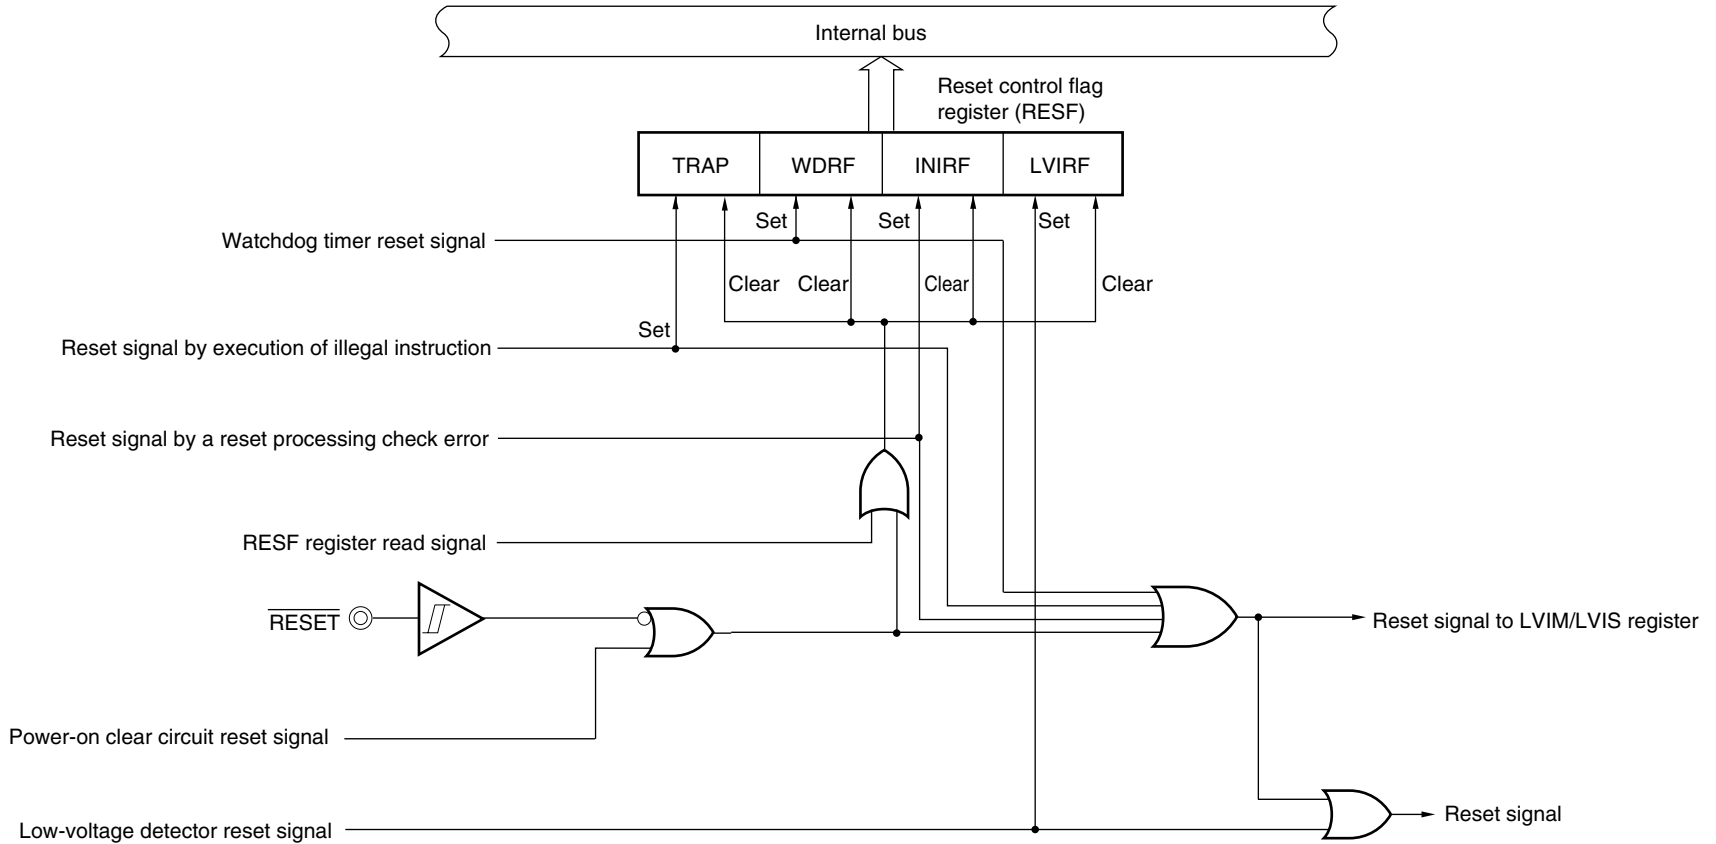 Internal bus
Reset control flag
register (RESF)
TRAP
WDRF
INIRF
LVIRF
Set
Set
Set
Watchdog timer reset signal
Clear
Clear
Clear
Clear
Set
Reset signal by execution of illegal instruction
Reset signal by a reset processing check error
RESF register read signal
RESET
Reset signal to LVIM/LVIS register
Power-on clear circuit reset signal
Reset signal
Low-voltage detector reset signal